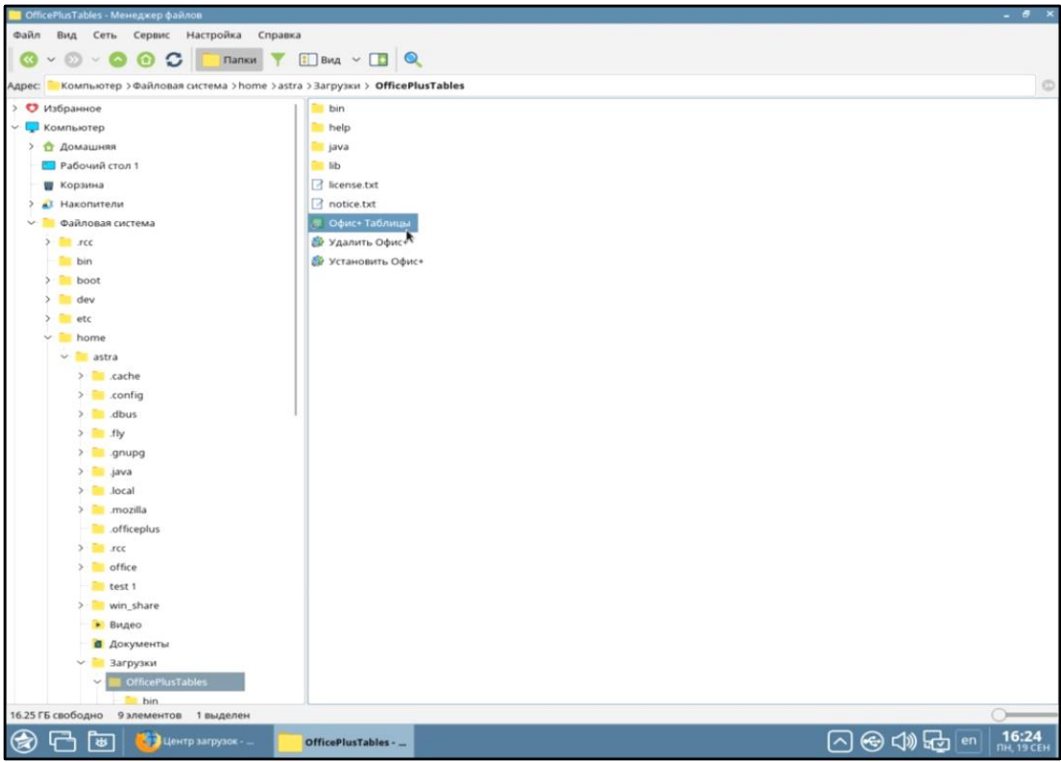 OfficePlusTables - Менеджер файлов
Файл Вид Сеть Сервис Настройка Справка
Папки Вид
Адрес: Компьютер > Файловая система > home > astra > Загрузки > OfficePlusTables
Избранное
Компьютер
Домашняя
Рабочий стол 1
Корзина
Накопители
Файловая система
.rcc
bin
boot
dev
etc
home
astra
.cache
.config
.dbus
.fly
.gnupg
.java
.local
.mozilla
.officeplus
.rcc
office
test 1
win_share
Видео
Документы
Загрузки
OfficePlusTables
bin
bin
help
java
lib
license.txt
notice.txt
Офис+ Таблицы
Удалить Офис+
Установить Офис+
16.25 ГБ свободно 9 элементов 1 выделен
Центр загрузок - ... OfficePlusTables - ... en 16:24
ПН, 19 СЕН